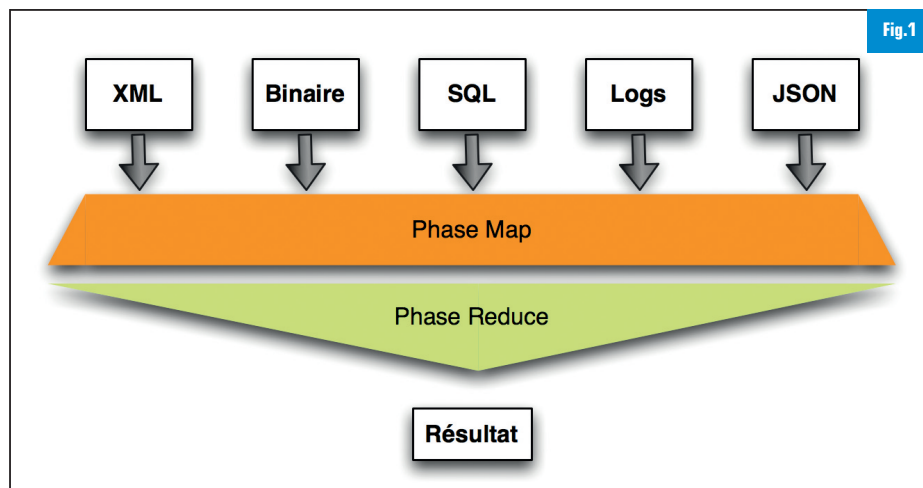 Fig.1
XML
Binaire
SQL
Logs
JSON
Phase Map
Phase Reduce
Résultat